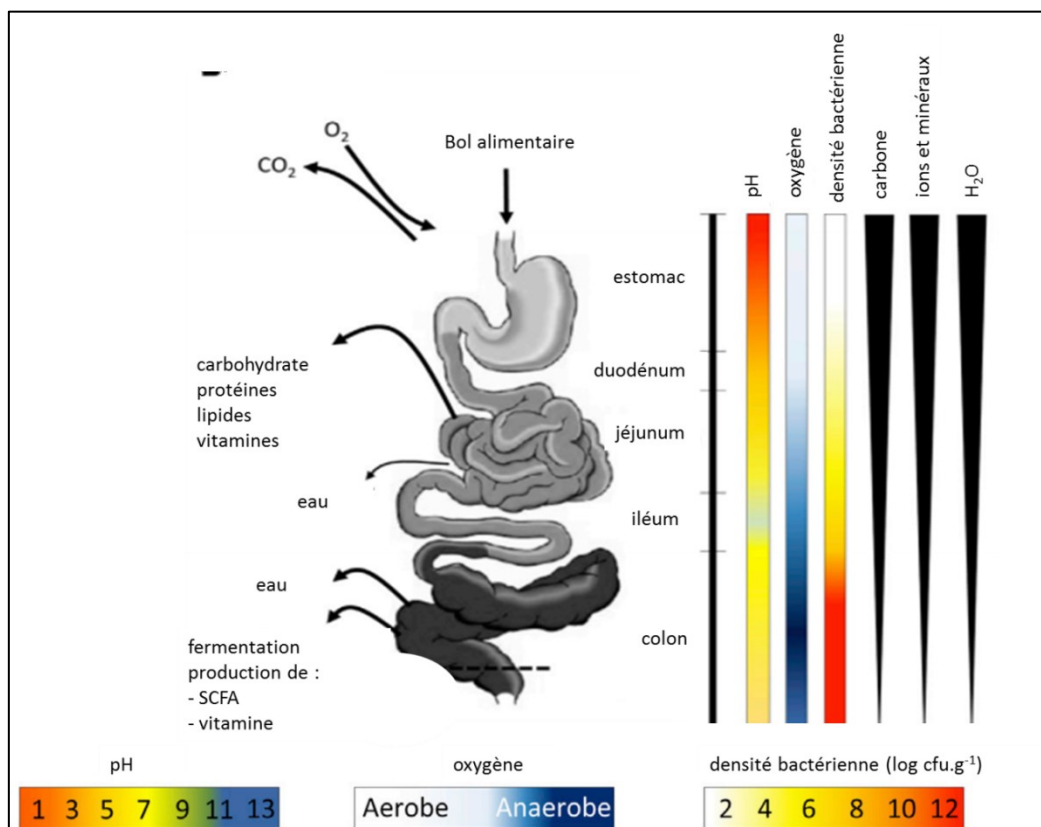 O₂
CO₂
Bol alimentaire
pH
oxygène
densité bactérienne
carbone
ions et minéraux
H₂O
estomac
duodénum
jéjunum
iléum
colon
carbohydrate
protéines
lipides
vitamines
eau
eau
fermentation
production de :
- SCFA
- vitamine
pH
1 3 5 7 9 11 13
oxygène
Aerobe Anaerobe
densité bactérienne (log cfu.g⁻¹)
2 4 6 8 10 12